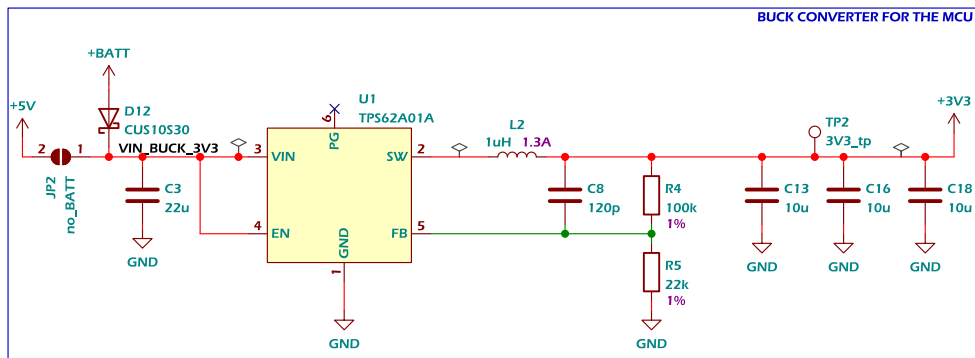 BUCK CONVERTER FOR THE MCU
+BATT
+5V
D12
CUS10S30
VIN_BUCK_3V3
2
1
JP2
no_BATT
C3
22u
GND
U1
TPS62A01A
6
PG
3
VIN
SW
2
4
EN
FB
5
GND
1
GND
L2
1uH
1.3A
C8
120p
R4
100k
1%
R5
22k
1%
GND
TP2
3V3_tp
+3V3
C13
10u
GND
C16
10u
GND
C18
10u
GND